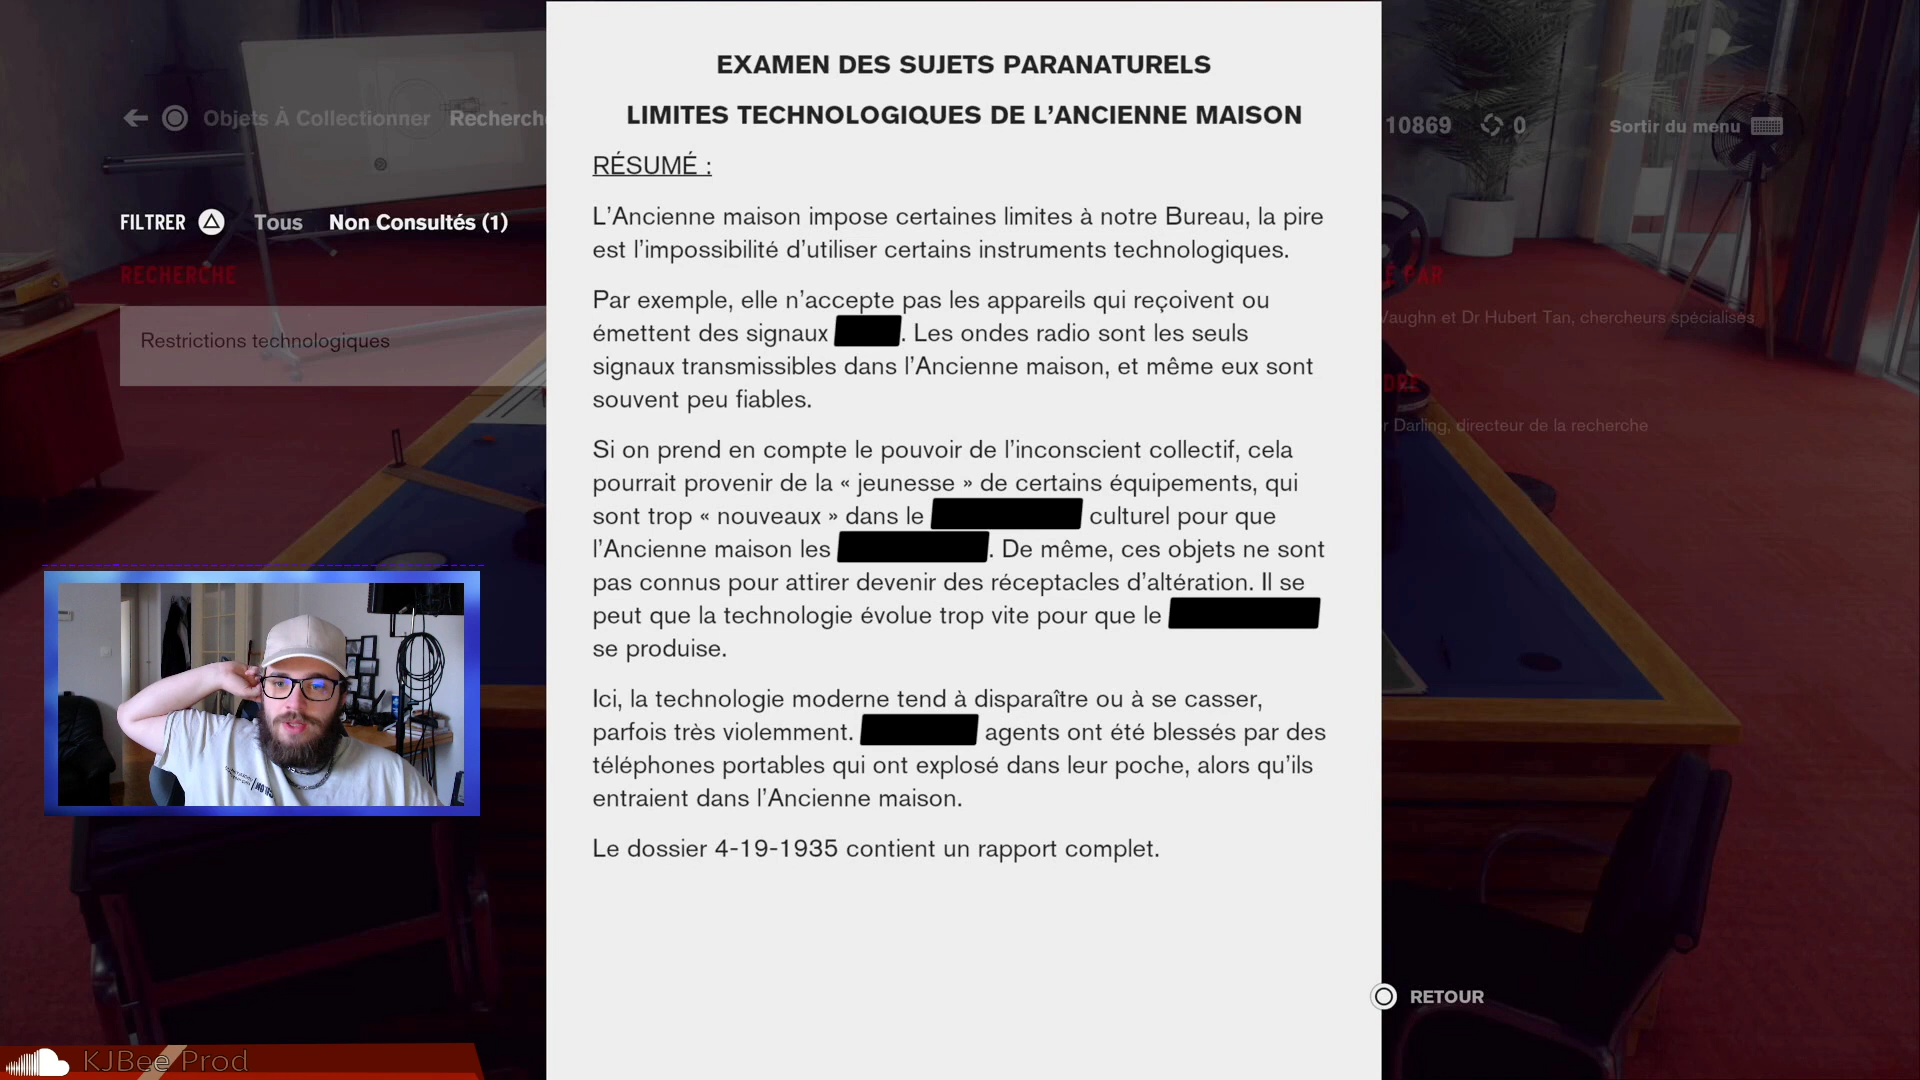 EXAMEN DES SUJETS PARANATURELS
LIMITES TECHNOLOGIQUES DE L’ANCIENNE MAISON
Objets À Collectionner
10869
0
Sortir du menu
RÉSUMÉ :
FILTRER
Tous
Non Consultés (1)
RECHERCHE
Restrictions technologiques
L’Ancienne maison impose certaines limites à notre Bureau, la pire
est l’impossibilité d’utiliser certains instruments technologiques.
Par exemple, elle n’accepte pas les appareils qui reçoivent ou
émettent des signaux . Les ondes radio sont les seuls
signaux transmissibles dans l’Ancienne maison, et même eux sont
souvent peu fiables.
Si on prend en compte le pouvoir de l’inconscient collectif, cela
pourrait provenir de la « jeunesse » de certains équipements, qui
sont trop « nouveaux » dans le culturel pour que
l’Ancienne maison les . De même, ces objets ne sont
pas connus pour attirer devenir des réceptacles d’altération. Il se
peut que la technologie évolue trop vite pour que le
se produise.
Ici, la technologie moderne tend à disparaître ou à se casser,
parfois très violemment. agents ont été blessés par des
téléphones portables qui ont explosé dans leur poche, alors qu’ils
entraient dans l’Ancienne maison.
Le dossier 4-19-1935 contient un rapport complet.
PAR
Vaughn et Dr Hubert Tan, chercheurs spécialisés
Darling, directeur de la recherche
RETOUR
KJBee Prod